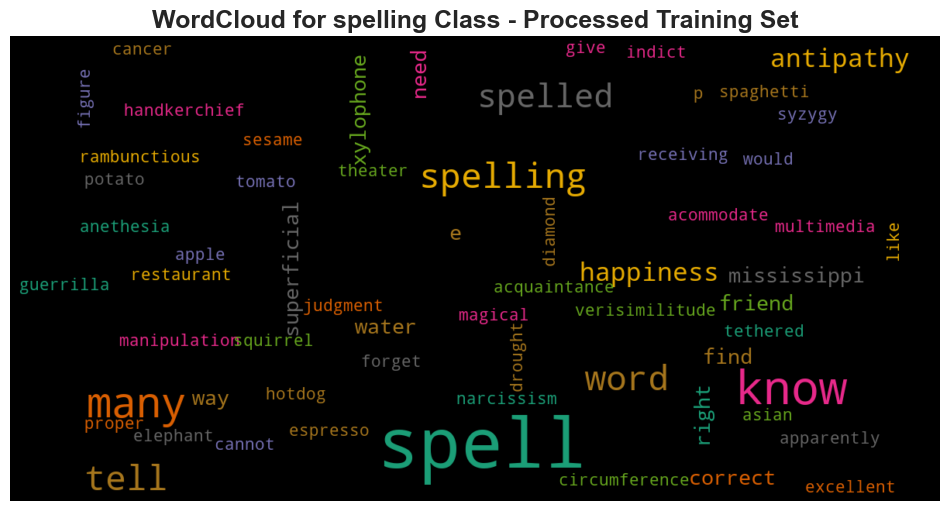 WordCloud for spelling Class - Processed Training Set
cancer
give
indict
need
antipathy
figure
xylophone
spelled
p
spaghetti
handkerchief
syzygy
sesame
rambunctious
theater
receiving
would
potato
tomato
spelling
diamond
superficial
acommodate
anethesia
e
multimedia
like
apple
restaurant
happiness
mississippi
guerrilla
acquaintance
judgment
magical
verisimilitude
friend
water
drought
tethered
manipulation
squirrel
forget
find
word
know
many
way
hotdog
narcissism
right
asian
proper
elephant
cannot
espresso
spell
apparently
tell
circumference
correct
excellent